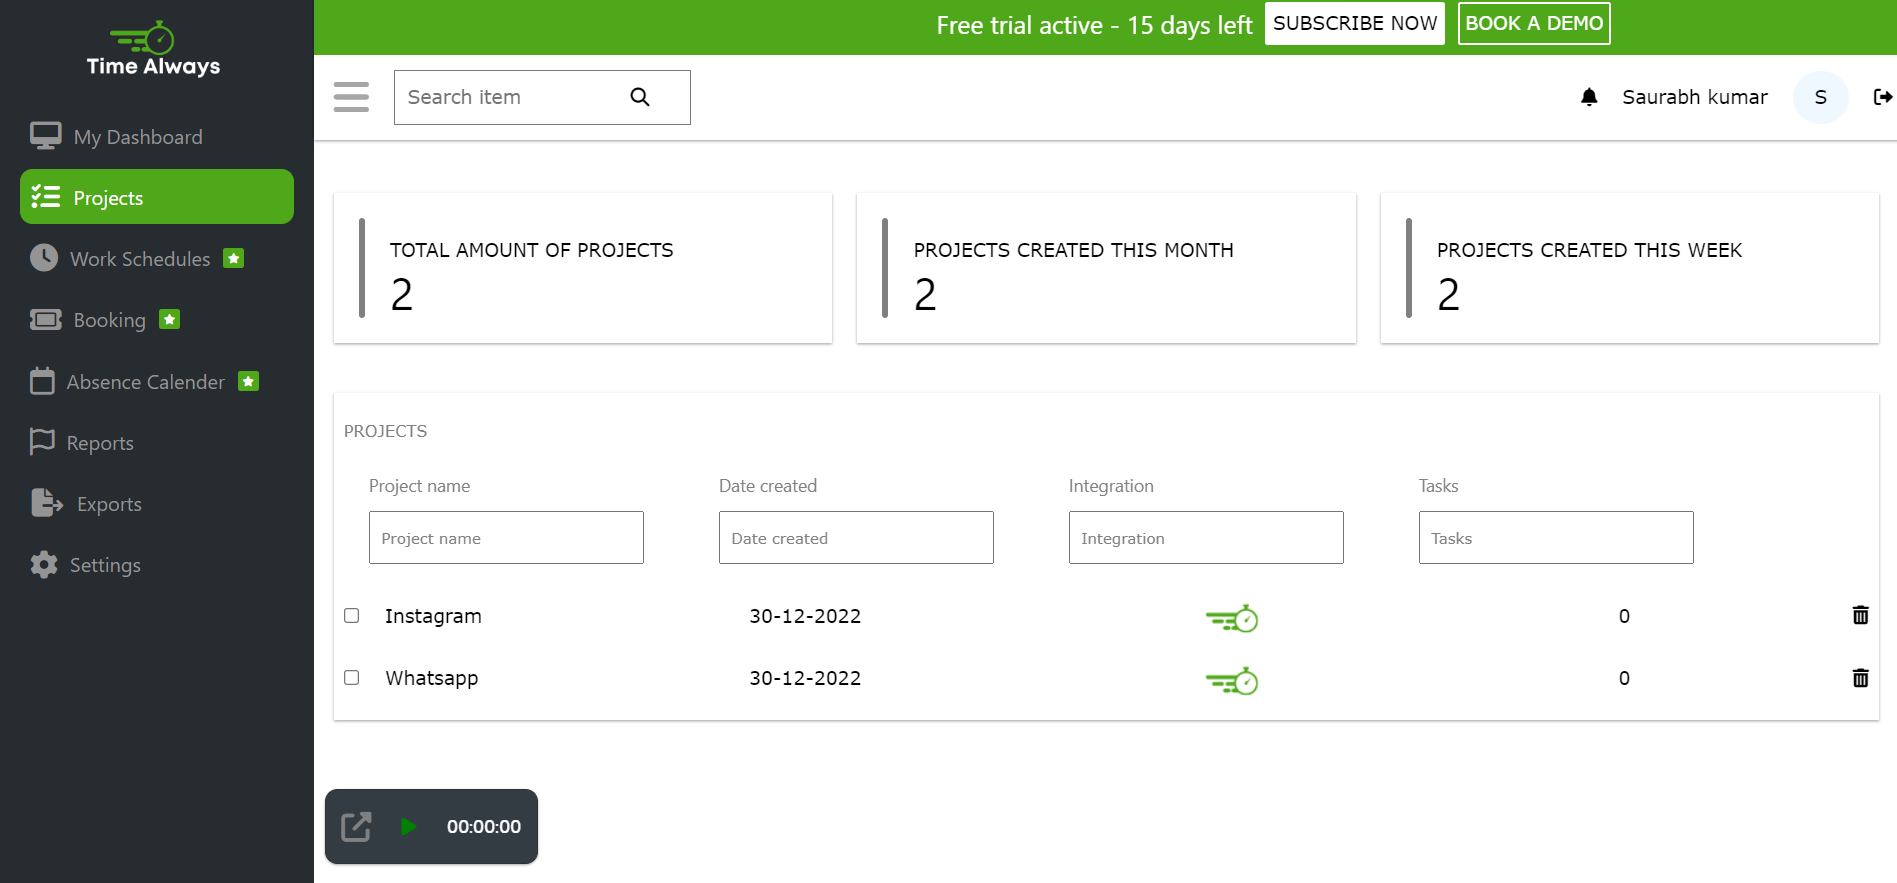 Time Always
My Dashboard
Projects
Work Schedules
Booking
Absence Calender
Reports
Exports
Settings
Free trial active - 15 days left SUBSCRIBE NOW BOOK A DEMO
Search item
Saurabh kumar S
TOTAL AMOUNT OF PROJECTS
2
PROJECTS CREATED THIS MONTH
2
PROJECTS CREATED THIS WEEK
2
PROJECTS
Project name Date created Integration Tasks
Project name Date created Integration Tasks
Instagram 30-12-2022 0
Whatsapp 30-12-2022 0
00:00:00